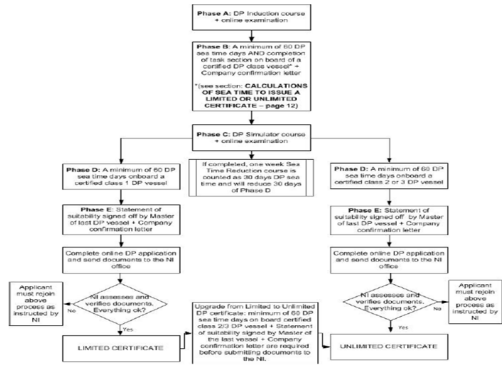 Phase A: DP Induction course
+ online examination
Phase B: A minimum of 60 DP
sea time days AND completion
of task section on board of a
certified DP class vessel* +
Company confirmation letter
*(see section: CALCULATIONS
OF SEA TIME TO ISSUE A
LIMITED OR UNLIMITED
CERTIFICATE – page 12)
Phase C: DP Simulator course
+ online examination
Phase D: A minimum of 60 DP
sea time days onboard a
certified class 1 DP vessel
If completed, one week Sea
Time Reduction course is
counted as 30 days DP sea
time and will reduce 30 days
of Phase D
Phase D: A minimum of 60 DP
sea time days onboard a
certified class 2 or 3 DP vessel
Phase E: Statement of
suitability signed off by Master
of last DP vessel + Company
confirmation letter
Phase E: Statement of
suitability signed off by Master
of last DP vessel + Company
confirmation letter
Complete online DP application
and send documents to the NI
office
Complete online DP application
and send documents to the NI
office
Applicant
must rejoin
above
process as
instructed
by NI
No
NI assesses and
verifies documents.
Everything ok?
Yes
LIMITED CERTIFICATE
Upgrade from Limited to Unlimited
DP certificate: minimum of 60 DP
sea time days on board certified
class 2/3 DP vessel + Statement
of suitability signed by Master of
the last vessel + Company
confirmation letter are required
before submitting documents to
the NI.
NI assesses and
verifies documents.
Everything ok?
No
Applicant
must rejoin
above
process as
instructed by
NI
Yes
UNLIMITED CERTIFICATE